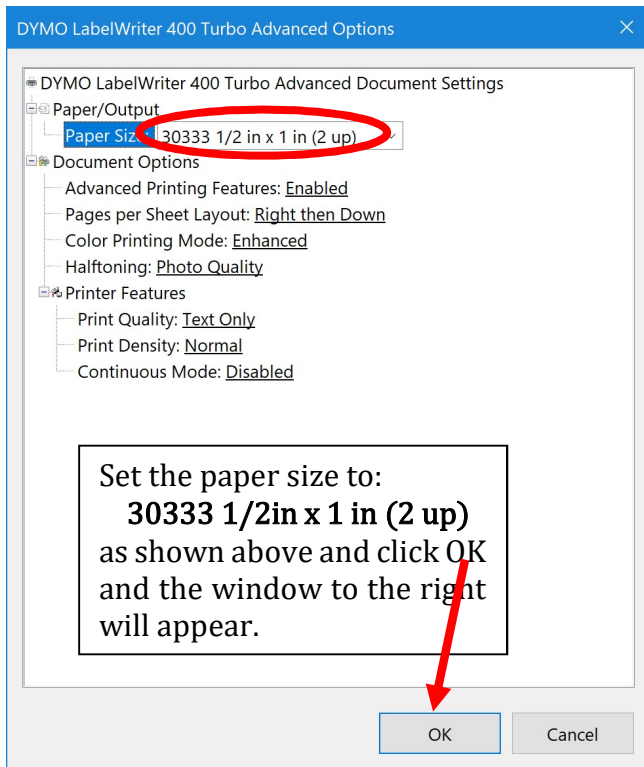 DYMO LabelWriter 400 Turbo Advanced Options
DYMO LabelWriter 400 Turbo Advanced Document Settings
Paper/Output
Paper Size: 30333 1/2 in x 1 in (2 up)
Document Options
Advanced Printing Features: Enabled
Pages per Sheet Layout: Right then Down
Color Printing Mode: Enhanced
Halftoning: Photo Quality
Printer Features
Print Quality: Text Only
Print Density: Normal
Continuous Mode: Disabled
Set the paper size to:
30333 1/2in x 1 in (2 up)
as shown above and click OK
and the window to the right
will appear.
OK Cancel